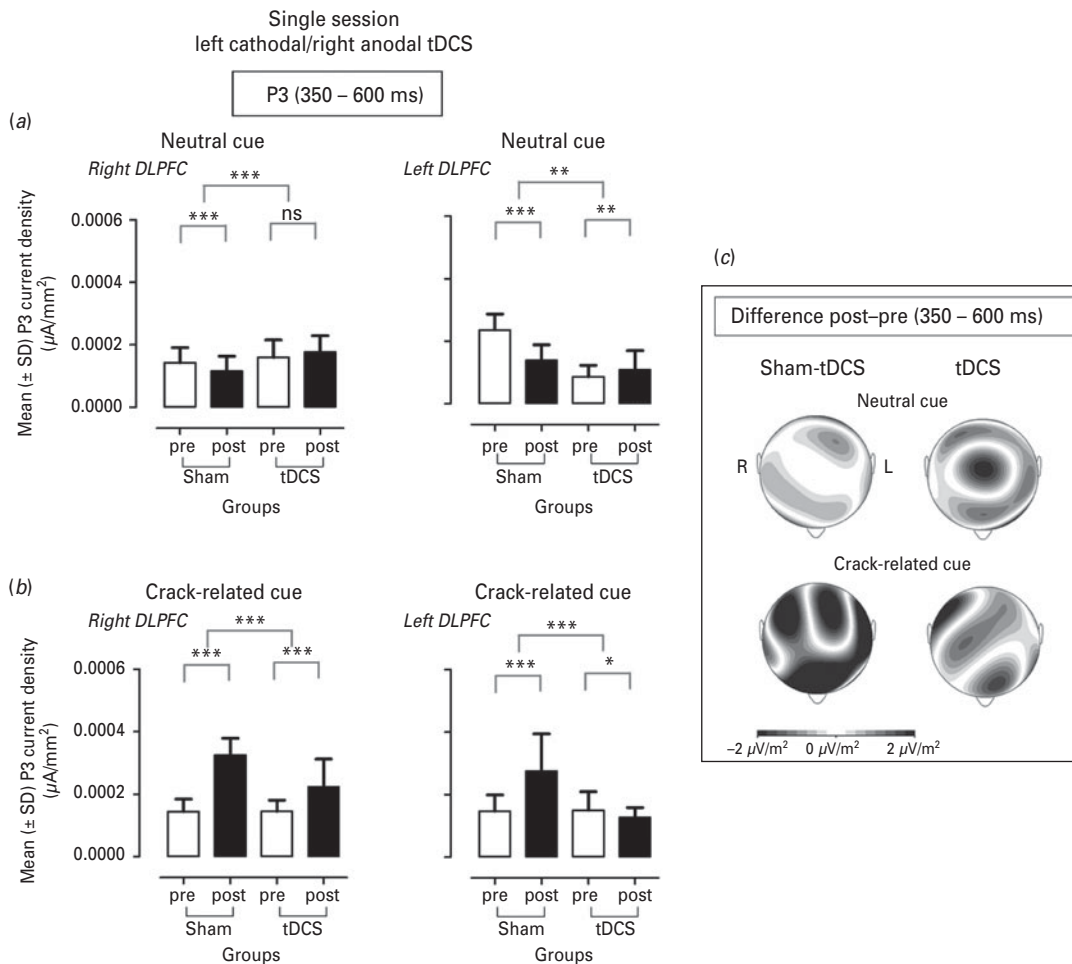 Single session
left cathodal/right anodal tDCS
P3 (350 – 600 ms)
(a)
Neutral cue
Right DLPFC
***
***
ns
Mean (± SD) P3 current density
(µA/mm²)
0.0006
0.0004
0.0002
0.0000
pre post pre post
Sham tDCS
Groups
Neutral cue
Left DLPFC
**
***
**
pre post pre post
Sham tDCS
Groups
(b)
Crack-related cue
Right DLPFC
***
***
***
Mean (± SD) P3 current density
(µA/mm²)
0.0006
0.0004
0.0002
0.0000
pre post pre post
Sham tDCS
Groups
Crack-related cue
Left DLPFC
***
***
*
pre post pre post
Sham tDCS
Groups
(c)
Difference post–pre (350 – 600 ms)
Sham-tDCS tDCS
Neutral cue
R L
Crack-related cue
−2 µV/m² 0 µV/m² 2 µV/m²